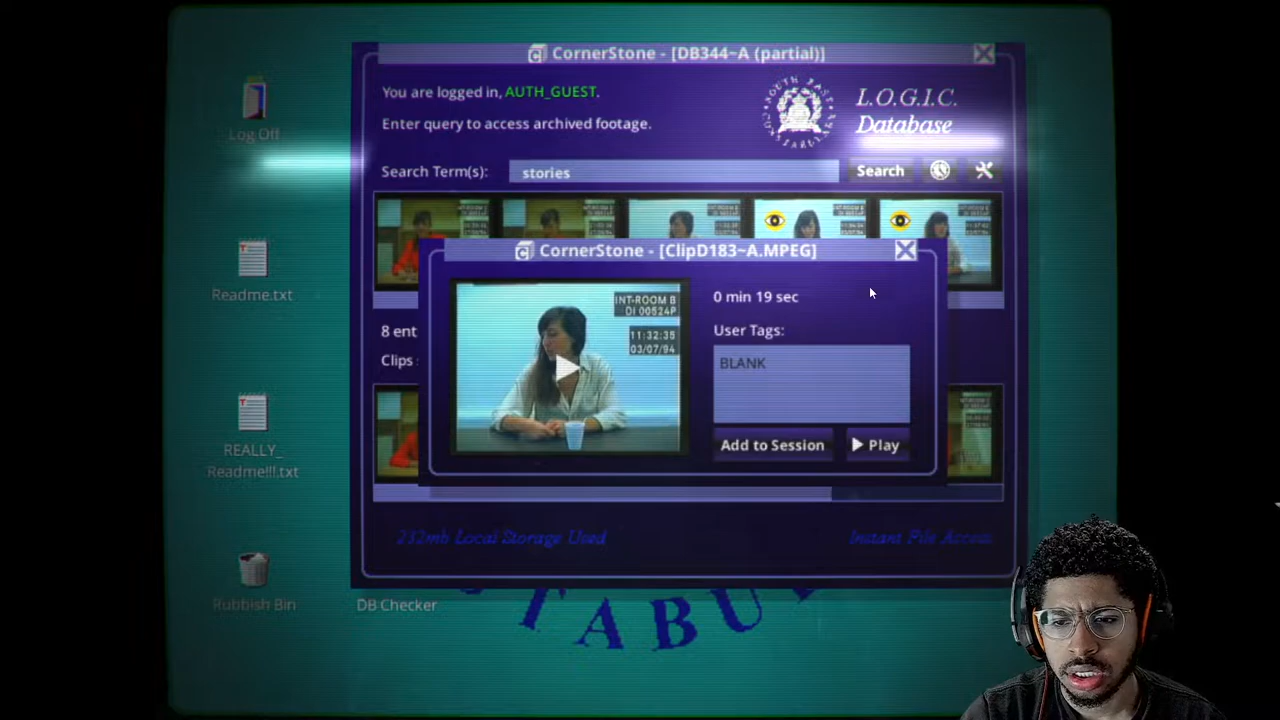 CornerStone - [DB344~A (partial)]
You are logged in, AUTH_GUEST.
Enter query to access archived footage.
SOUTH EAST
L.O.G.I.C.
Database
Search Term(s):
stories
Search
CornerStone - [ClipD183~A.MPEG]
INT-ROOM B
DI 00524P
11:32:35
03/07/94
0 min 19 sec
User Tags:
BLANK
Add to Session
Play
8 ent
Clips
212mb Local Storage Used
Instant File Access
Log Off
Readme.txt
REALLY_
Readme!!!.txt
Rubbish Bin
DB Checker
TABU